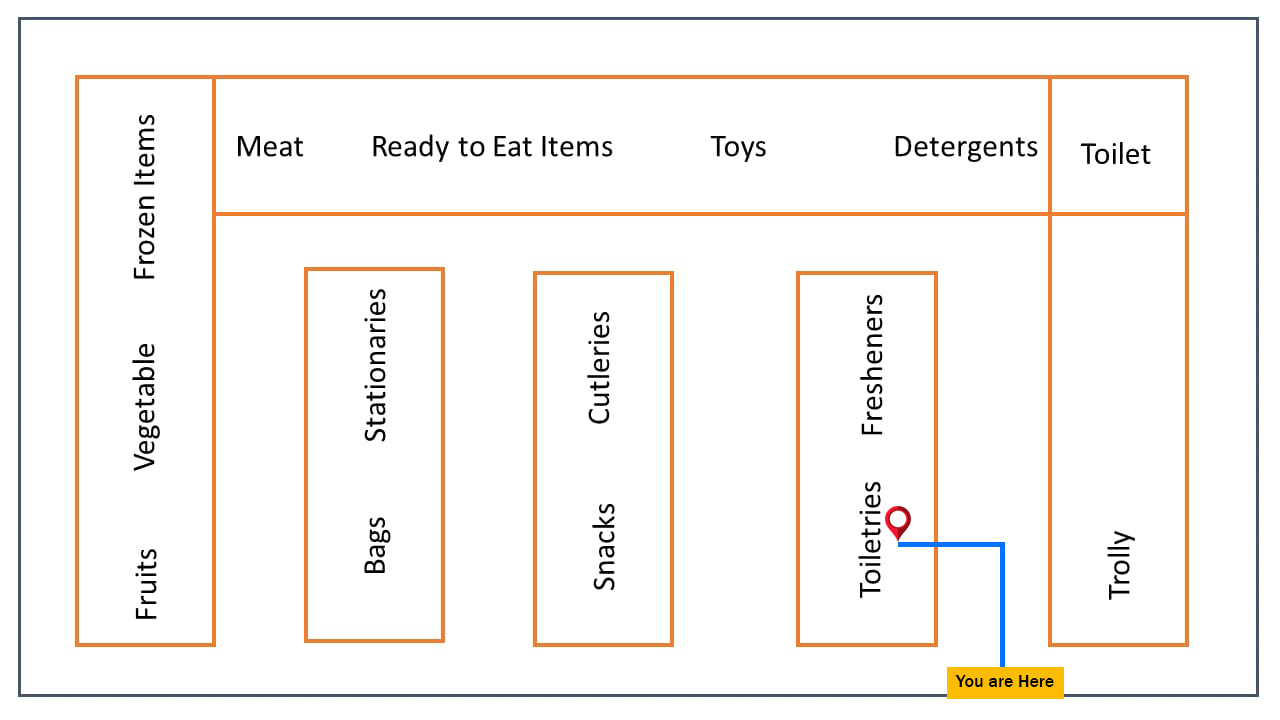 Meat
Ready to Eat Items
Toys
Detergents
Toilet
Frozen Items
Vegetable
Fruits
Stationaries
Bags
Cutleries
Snacks
Fresheners
Toiletries
Trolly
You are Here